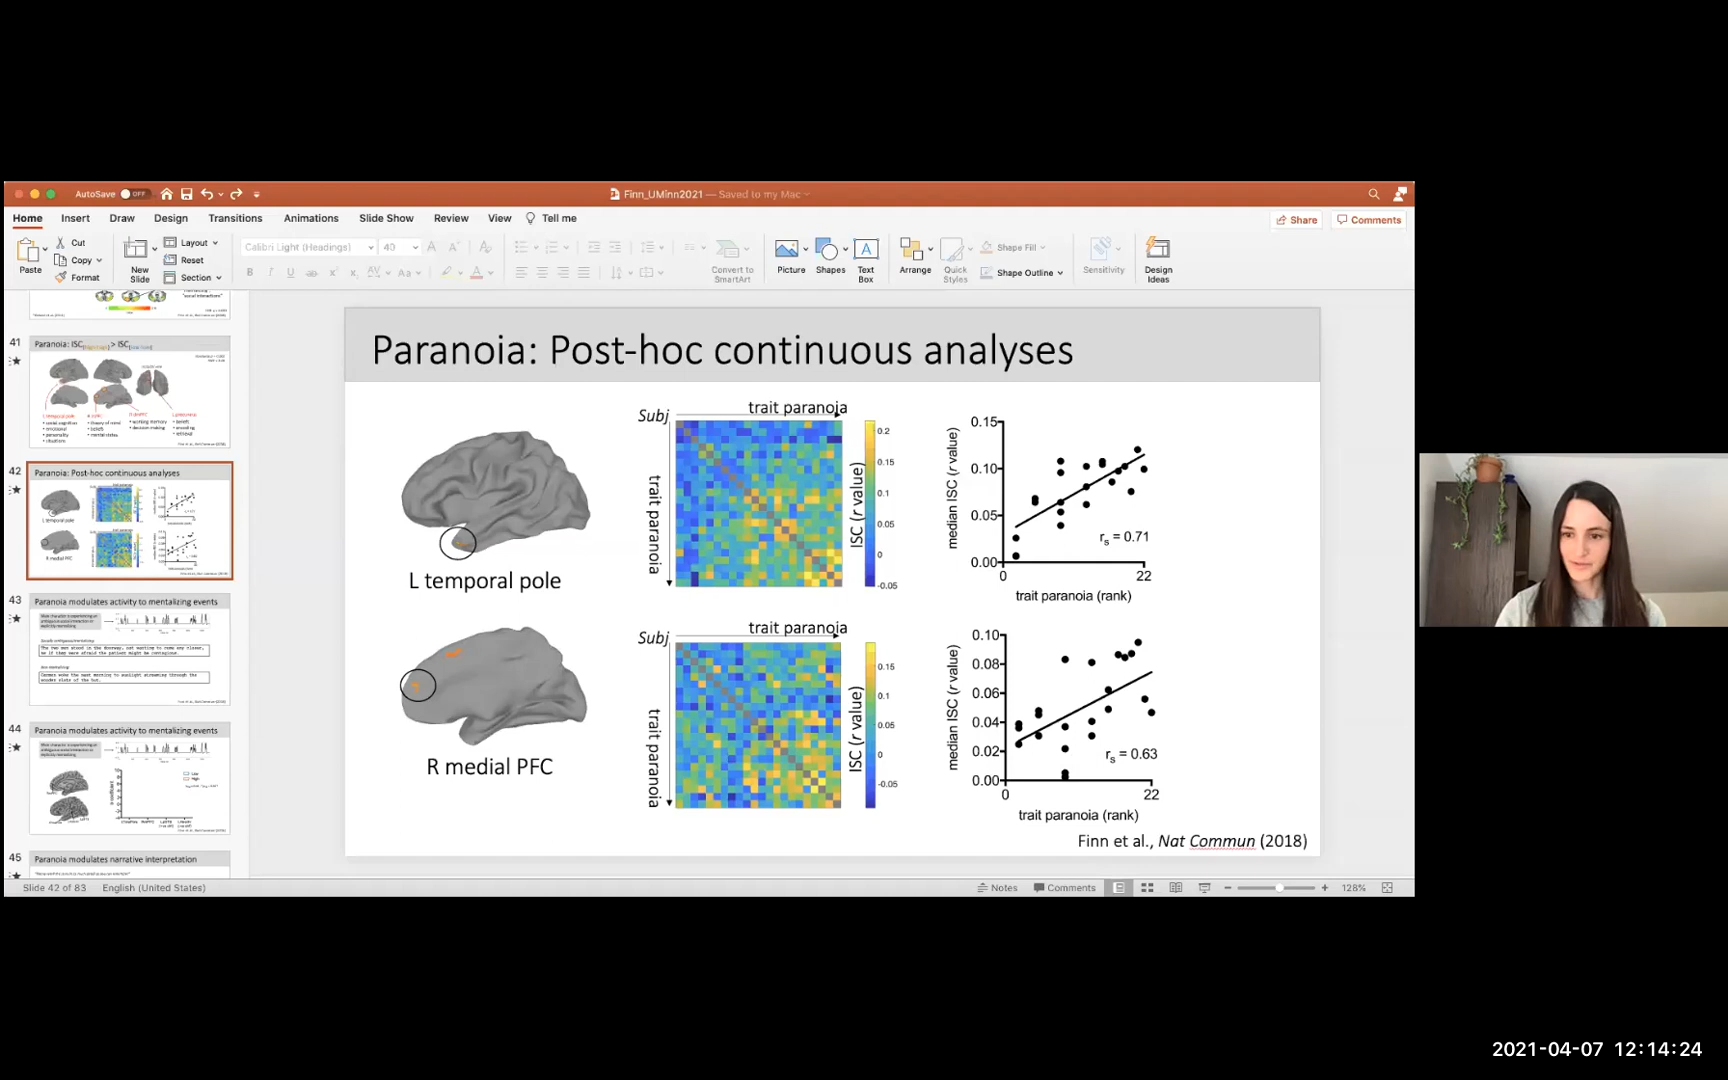 AutoSave OFF
Finn_UMinn2021 — Saved to my Mac
Home Insert Draw Design Transitions Animations Slide Show Review View Tell me
Share Comments
Paste
Cut
Copy
Format
New Slide
Layout
Reset
Section
Calibri Light (Headings) 40
Convert to SmartArt
Picture
Shapes
Text Box
Arrange
Quick Styles
Shape Fill
Shape Outline
Sensitivity
Design Ideas
41
Paranoia: ISC
42
Paranoia: Post-hoc continuous analyses
L temporal pole
R medial PFC
43
Paranoia modulates activity to mentalizing events
44
Paranoia modulates activity to mentalizing events
45
Paranoia modulates narrative interpretation
Paranoia: Post-hoc continuous analyses
L temporal pole
Subj
trait paranoia
trait paranoia
ISC (r value)
0.2
0.15
0.1
0.05
0
-0.05
median ISC (r value)
0.15
0.10
0.05
0.00
rs = 0.71
0 22
trait paranoia (rank)
R medial PFC
Subj
trait paranoia
trait paranoia
ISC (r value)
0.15
0.1
0.05
0
-0.05
median ISC (r value)
0.10
0.08
0.06
0.04
0.02
0.00
rs = 0.63
0 22
trait paranoia (rank)
Finn et al., Nat Commun (2018)
Slide 42 of 83 English (United States)
Notes Comments 128%
2021-04-07 12:14:24